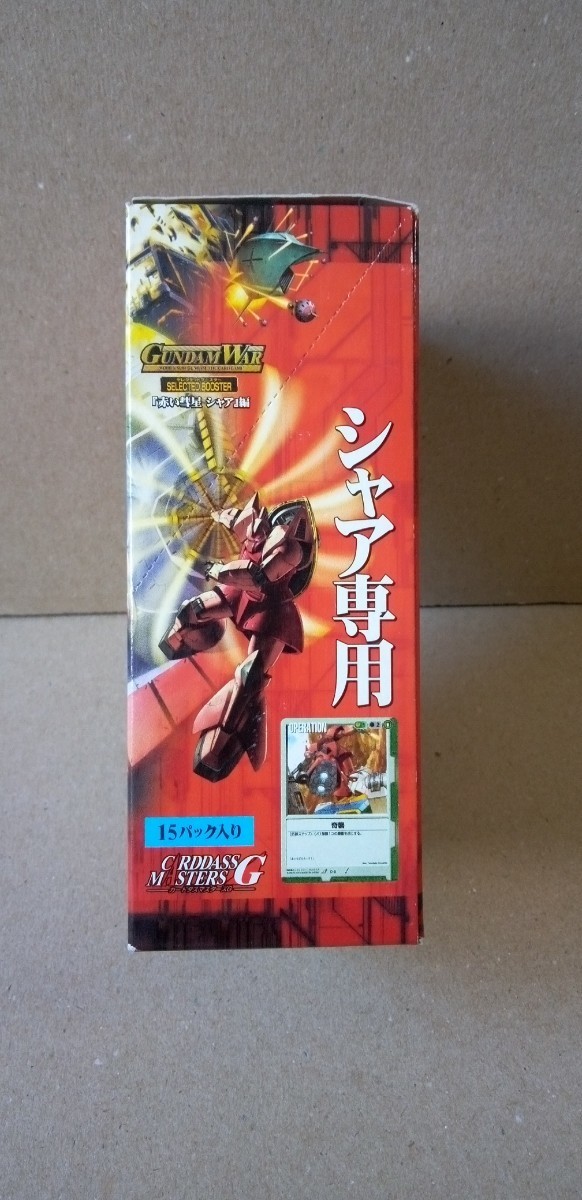 GUNDAM WAR
SELECTED BOOSTER
『赤い彗星 シャア』編
シャア専用
OPERATION
奇襲
15パック入り
CARDDASS
MASTERS G
カードダスマスターズG